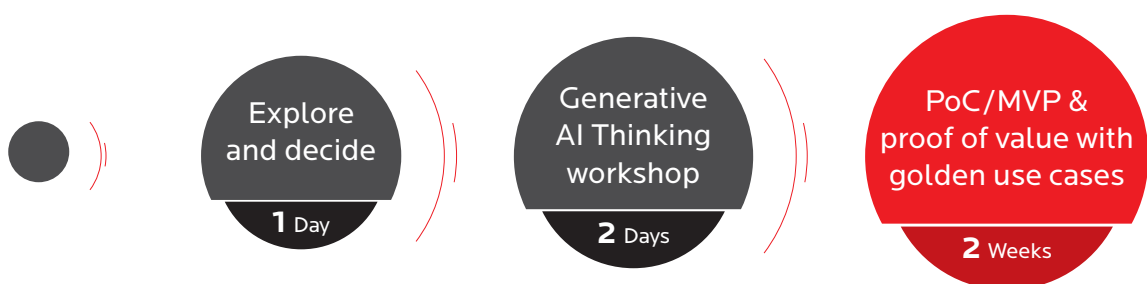 Explore
and decide
1 Day
Generative
AI Thinking
workshop
2 Days
PoC/MVP &
proof of value with
golden use cases
2 Weeks